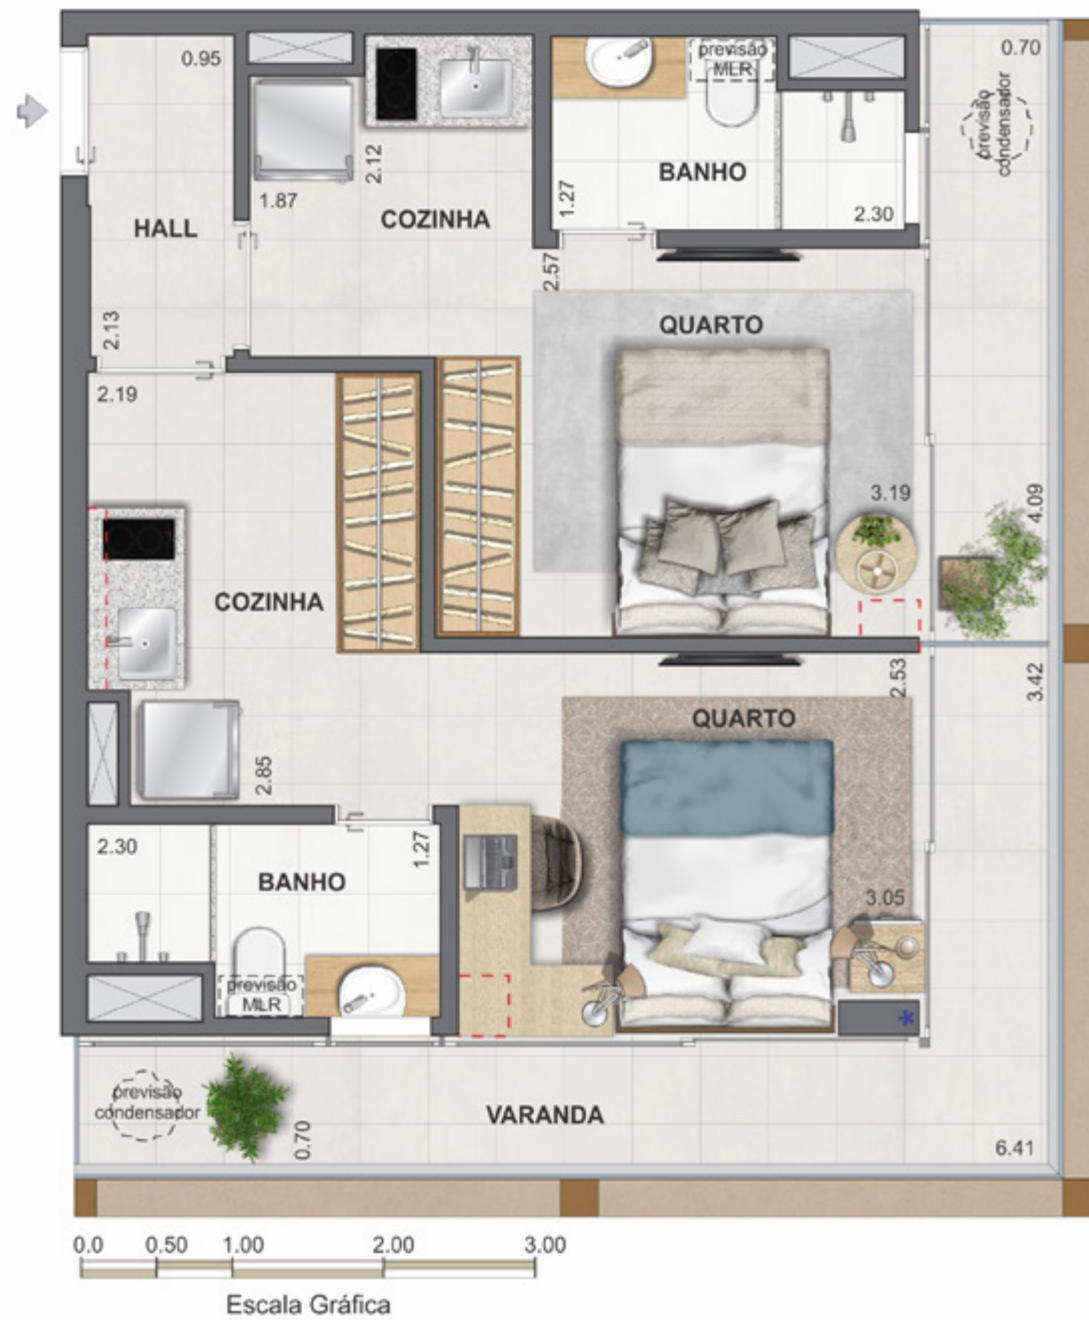 0.95
0.70
previsão
MLR
previsão
condensador
2.12
1.87
COZINHA
BANHO
1.27
2.30
HALL
2.57
2.13
QUARTO
2.19
3.19
4.09
COZINHA
2.53
3.42
QUARTO
2.85
2.30
1.27
BANHO
3.05
previsão
MLR
*
previsão
condensador
0.70
VARANDA
6.41
0.0 0.50 1.00 2.00 3.00
Escala Gráfica